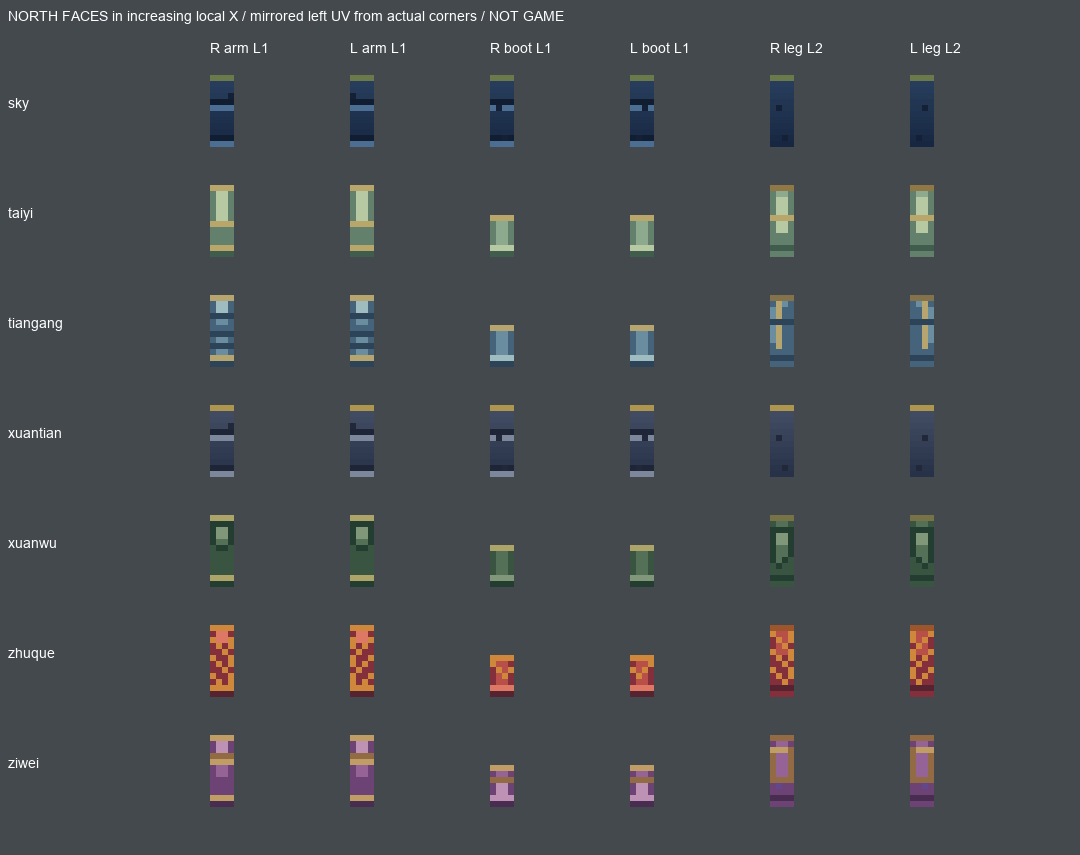 NORTH FACES in increasing local X / mirrored left UV from actual corners / NOT GAME
R arm L1 L arm L1 R boot L1 L boot L1 R leg L2 L leg L2
sky
taiyi
tiangang
xuantian
xuanwu
zhuque
ziwei